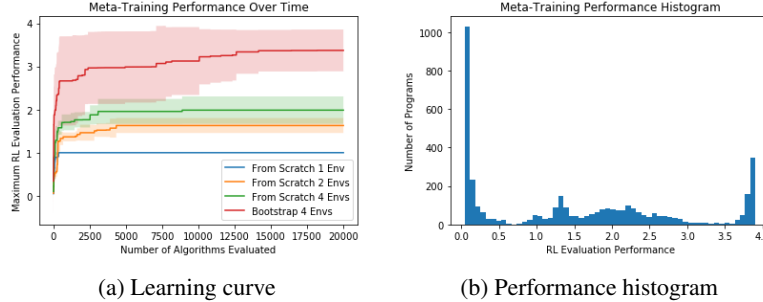 Meta-Training Performance Over Time
Maximum RL Evaluation Performance
4
3
2
1
0
0 2500 5000 7500 10000 12500 15000 17500 20000
Number of Algorithms Evaluated
From Scratch 1 Env
From Scratch 2 Envs
From Scratch 4 Envs
Bootstrap 4 Envs
(a) Learning curve
Meta-Training Performance Histogram
Number of Programs
1000
800
600
400
200
0
0.0 0.5 1.0 1.5 2.0 2.5 3.0 3.5 4.
RL Evaluation Performance
(b) Performance histogram